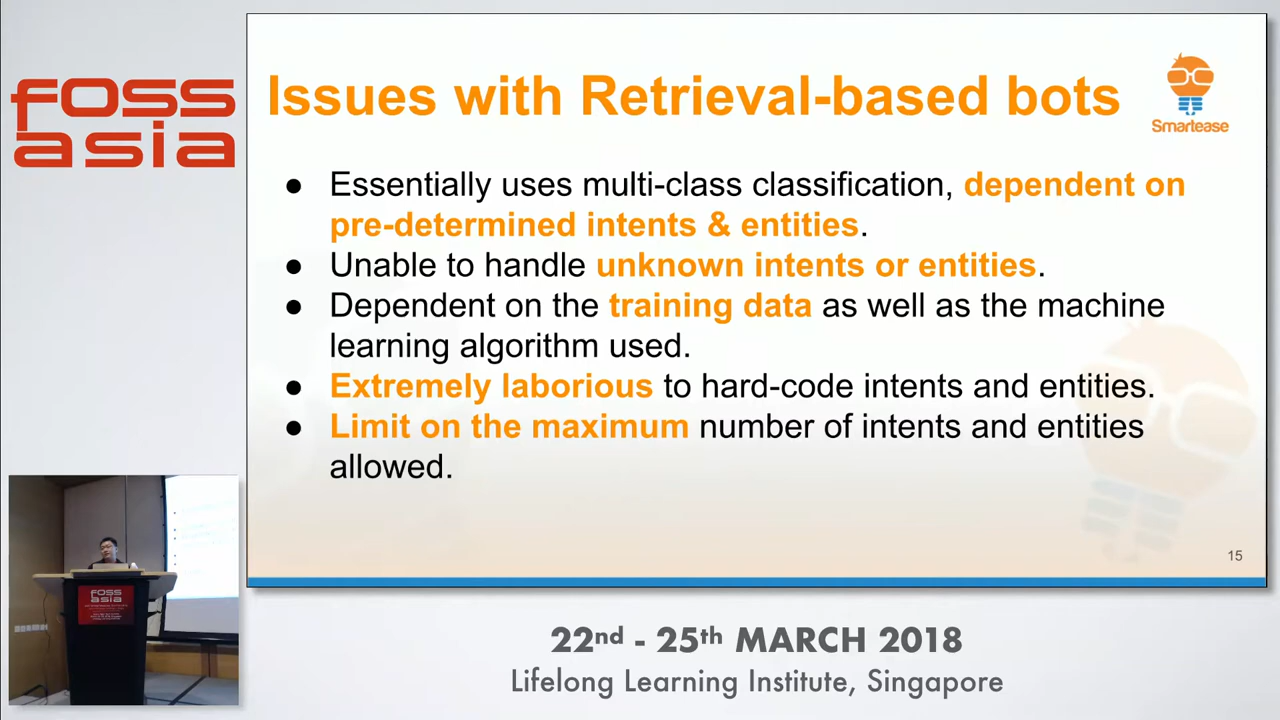 foss
asia
Issues with Retrieval-based bots
Smartease
● Essentially uses multi-class classification, dependent on
pre-determined intents & entities.
● Unable to handle unknown intents or entities.
● Dependent on the training data as well as the machine
learning algorithm used.
● Extremely laborious to hard-code intents and entities.
● Limit on the maximum number of intents and entities
allowed.
15
foss
asia
22nd - 25th MARCH 2018
Lifelong Learning Institute, Singapore